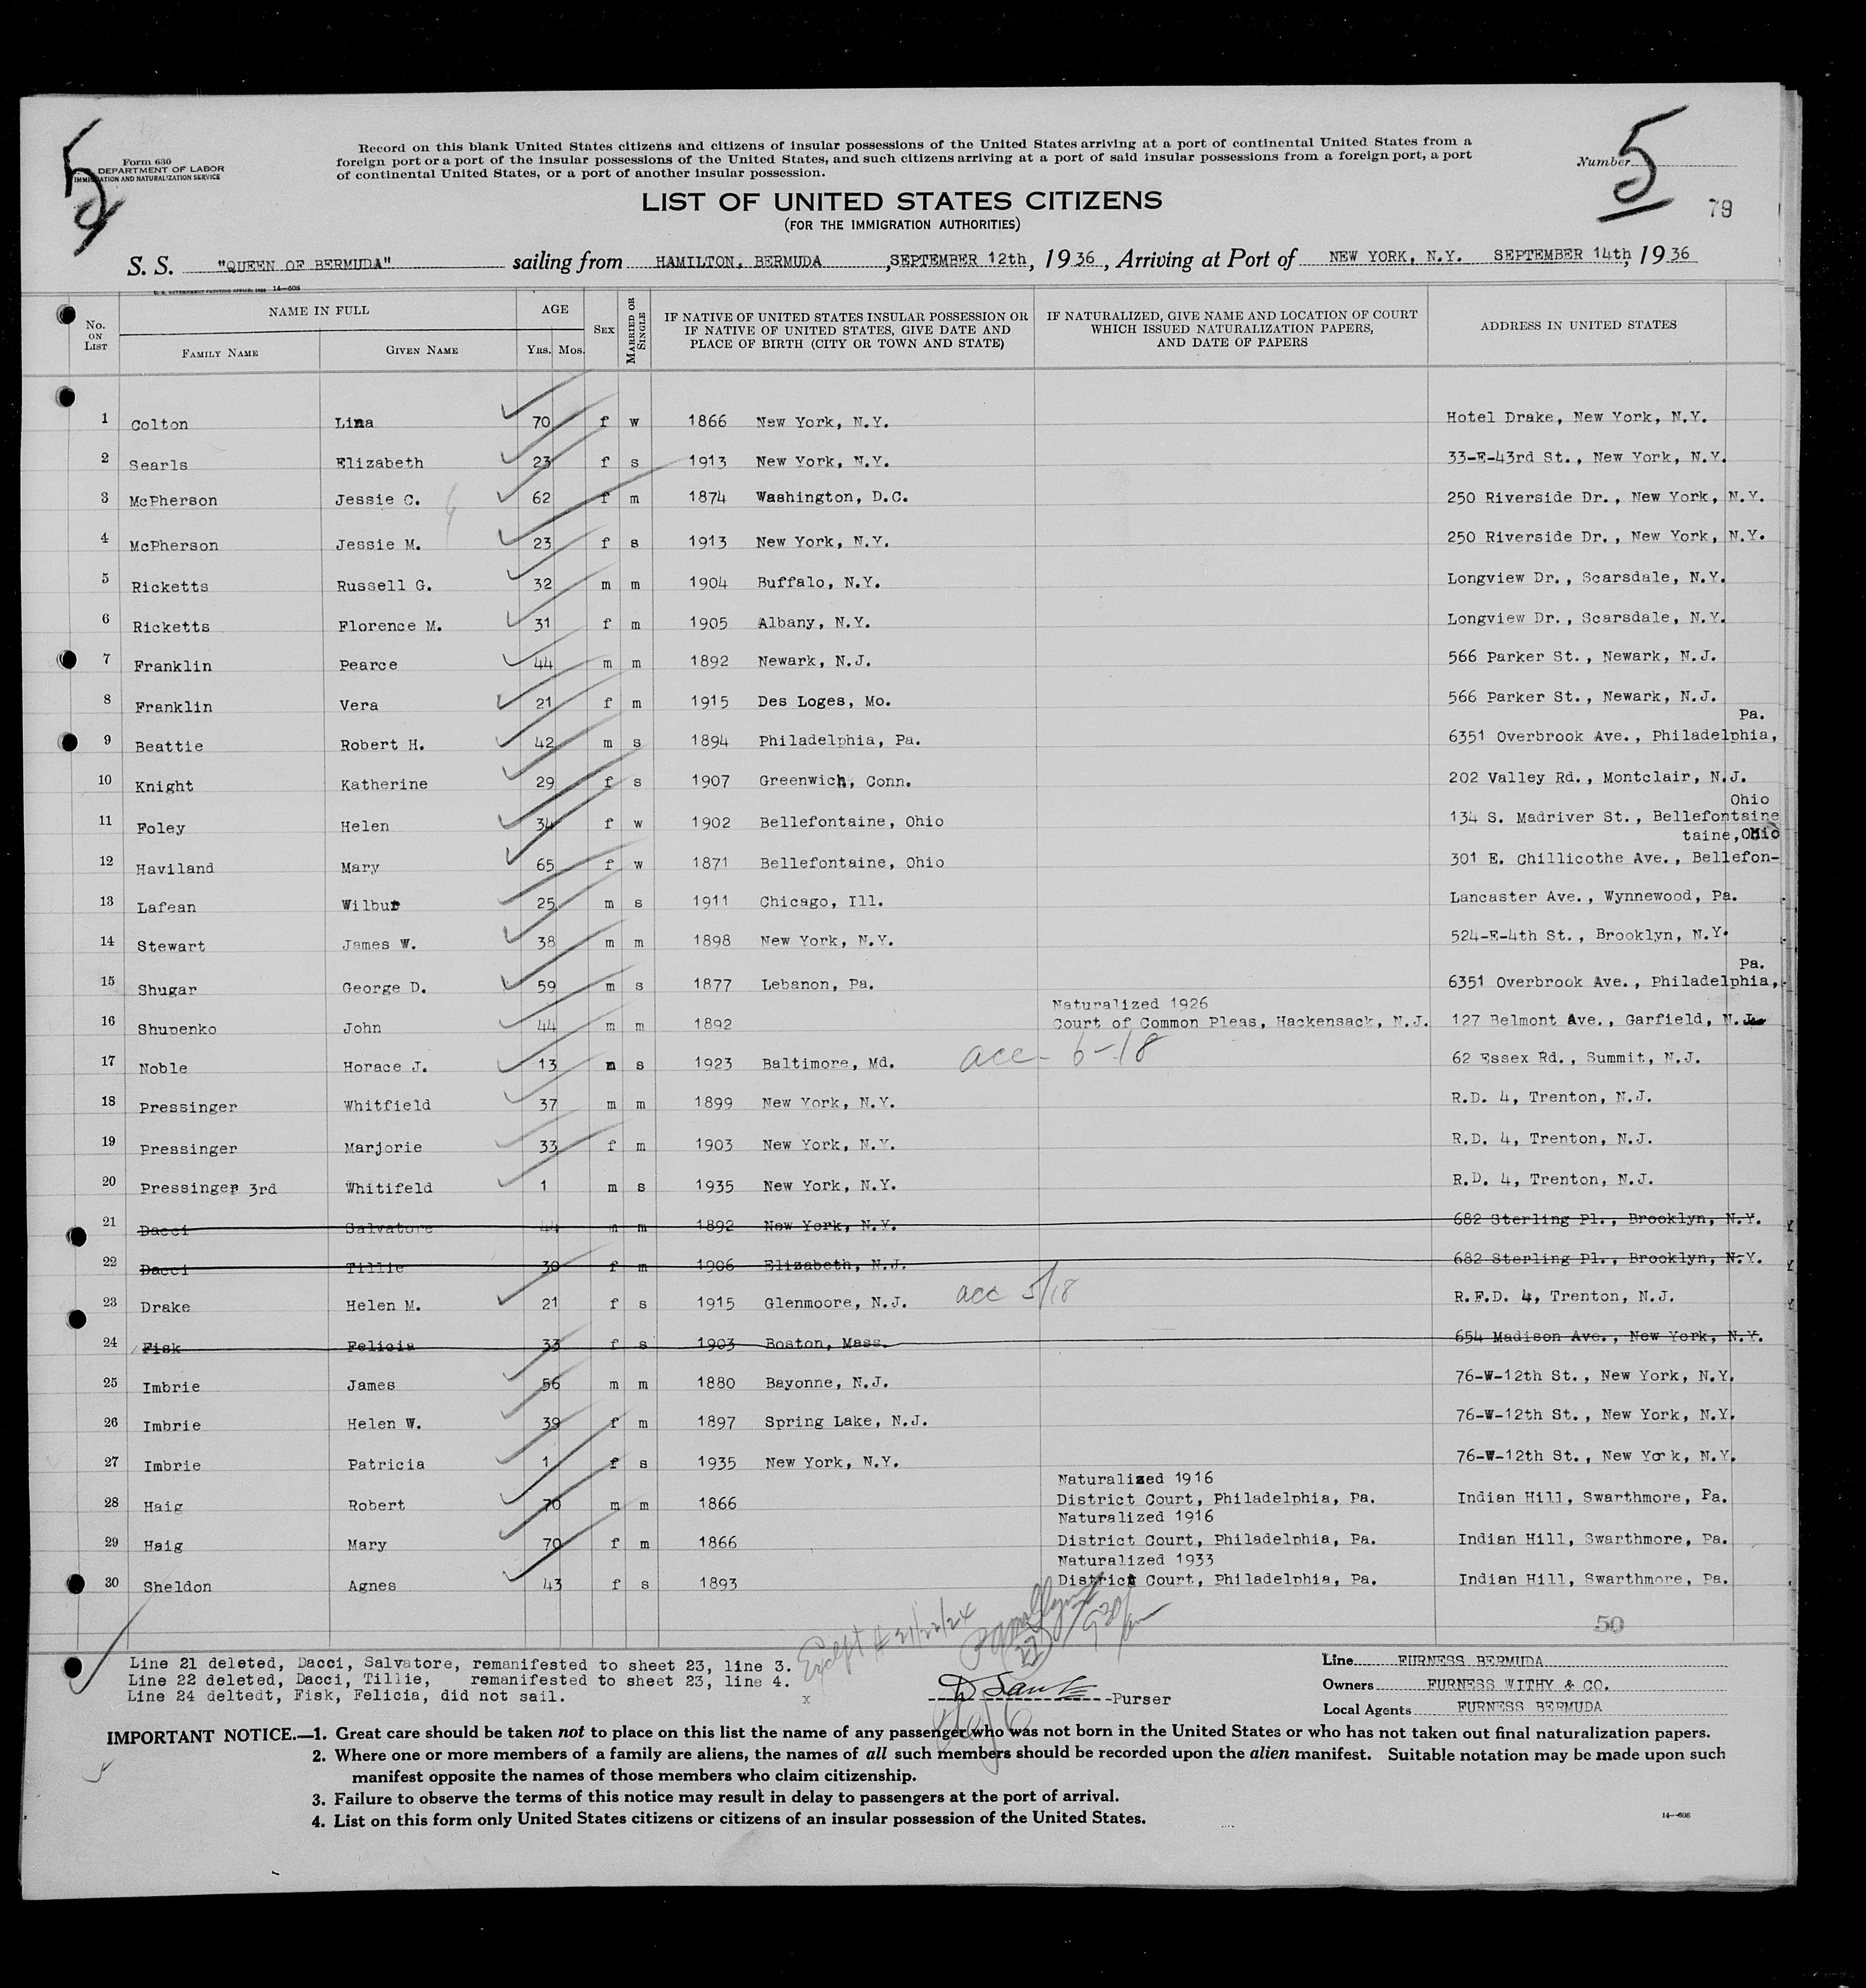 5
5
Form 630
DEPARTMENT OF LABOR
IMMIGRATION AND NATURALIZATION SERVICE
Record on this blank United States citizens and citizens of insular possessions of the United States arriving at a port of continental United States from a
foreign port or a port of the insular possessions of the United States, and such citizens arriving at a port of said insular possessions from a foreign port, a port
of continental United States, or a port of another insular possession.
Number
79
LIST OF UNITED STATES CITIZENS
(FOR THE IMMIGRATION AUTHORITIES)
S. S. "QUEEN OF BERMUDA" sailing from HAMILTON, BERMUDA ,SEPTEMBER 12th, 1936, Arriving at Port of NEW YORK, N.Y. SEPTEMBER 14th, 1936
U. S. GOVERNMENT PRINTING OFFICE: 14—608
No. ON LIST NAME IN FULL FAMILY NAME GIVEN NAME AGE YRS. MOS. SEX MARRIED OR SINGLE IF NATIVE OF UNITED STATES INSULAR POSSESSION OR IF NATIVE OF UNITED STATES, GIVE DATE AND PLACE OF BIRTH (CITY OR TOWN AND STATE) IF NATURALIZED, GIVE NAME AND LOCATION OF COURT WHICH ISSUED NATURALIZATION PAPERS, AND DATE OF PAPERS ADDRESS IN UNITED STATES
1 Colton Lina 70 f w 1866 New York, N.Y. Hotel Drake, New York, N.Y.
2 Searls Elizabeth 23 f s 1913 New York, N.Y. 33-E-43rd St., New York, N.Y.
3 McPherson Jessie C. 62 f m 1874 Washington, D.C. 250 Riverside Dr., New York, N.Y.
4 McPherson Jessie M. 23 f s 1913 New York, N.Y. 250 Riverside Dr., New York, N.Y.
5 Ricketts Russell G. 32 m m 1904 Buffalo, N.Y. Longview Dr., Scarsdale, N.Y.
6 Ricketts Florence M. 31 f m 1905 Albany, N.Y. Longview Dr., Scarsdale, N.Y.
7 Franklin Pearce 44 m m 1892 Newark, N.J. 566 Parker St., Newark, N.J.
8 Franklin Vera 21 f m 1915 Des Loges, Mo. 566 Parker St., Newark, N.J.
Pa.
9 Beattie Robert H. 42 m s 1894 Philadelphia, Pa. 6351 Overbrook Ave., Philadelphia,
10 Knight Katherine 29 f s 1907 Greenwich, Conn. 202 Valley Rd., Montclair, N.J.
Ohio
11 Foley Helen 34 f w 1902 Bellefontaine, Ohio 134 S. Madriver St., Bellefontaine
taine, Ohio
12 Haviland Mary 65 f w 1871 Bellefontaine, Ohio 301 E. Chillicothe Ave., Bellefon-
13 Lafean Wilbur 25 m s 1911 Chicago, Ill. Lancaster Ave., Wynnewood, Pa.
14 Stewart James W. 38 m m 1898 New York, N.Y. 524-E-4th St., Brooklyn, N.Y.
Pa.
15 Shugar George D. 59 m s 1877 Lebanon, Pa. 6351 Overbrook Ave., Philadelphia,
Naturalized 1926
16 Shupenko John 44 m m 1892 Court of Common Pleas, Hackensack, N.J. 127 Belmont Ave., Garfield, N.J.
17 Noble Horace J. 13 m s 1923 Baltimore, Md. acc - 6-18 62 Essex Rd., Summit, N.J.
18 Pressinger Whitfield 37 m m 1899 New York, N.Y. R.D. 4, Trenton, N.J.
19 Pressinger Marjorie 33 f m 1903 New York, N.Y. R.D. 4, Trenton, N.J.
20 Pressinger 3rd Whitifeld 1 m s 1935 New York, N.Y. R.D. 4, Trenton, N.J.
21 Dacci Salvatore 44 m m 1892 New York, N.Y. 682 Sterling Pl., Brooklyn, N.Y.
22 Dacci Tillie 30 f m 1906 Elizabeth, N.J. 682 Sterling Pl., Brooklyn, N.Y.
23 Drake Helen M. 21 f s 1915 Glenmoore, N.J. acc 5/18 R.F.D. 4, Trenton, N.J.
24 Fisk Felicia 33 f s 1903 Boston, Mass. 654 Madison Ave., New York, N.Y.
25 Imbrie James 56 m m 1880 Bayonne, N.J. 76-W-12th St., New York, N.Y.
26 Imbrie Helen W. 39 f m 1897 Spring Lake, N.J. 76-W-12th St., New York, N.Y.
27 Imbrie Patricia 1 f s 1935 New York, N.Y. 76-W-12th St., New York, N.Y.
Naturalized 1916
28 Haig Robert 70 m m 1866 District Court, Philadelphia, Pa. Indian Hill, Swarthmore, Pa.
Naturalized 1916
29 Haig Mary 70 f m 1866 District Court, Philadelphia, Pa. Indian Hill, Swarthmore, Pa.
Naturalized 1933
30 Sheldon Agnes 43 f s 1893 District Court, Philadelphia, Pa. Indian Hill, Swarthmore, Pa.
50
Except # 21/22/24
27
930
Line 21 deleted, Dacci, Salvatore, remanifested to sheet 23, line 3.
Line 22 deleted, Dacci, Tillie, remanifested to sheet 23, line 4.
Line 24 deltedt, Fisk, Felicia, did not sail.
x
Purser
Line FURNESS BERMUDA
Owners FURNESS WITHY & CO.
Local Agents FURNESS BERMUDA
IMPORTANT NOTICE.—1. Great care should be taken not to place on this list the name of any passenger who was not born in the United States or who has not taken out final naturalization papers.
2. Where one or more members of a family are aliens, the names of all such members should be recorded upon the alien manifest. Suitable notation may be made upon such
manifest opposite the names of those members who claim citizenship.
3. Failure to observe the terms of this notice may result in delay to passengers at the port of arrival.
4. List on this form only United States citizens or citizens of an insular possession of the United States.
14—608